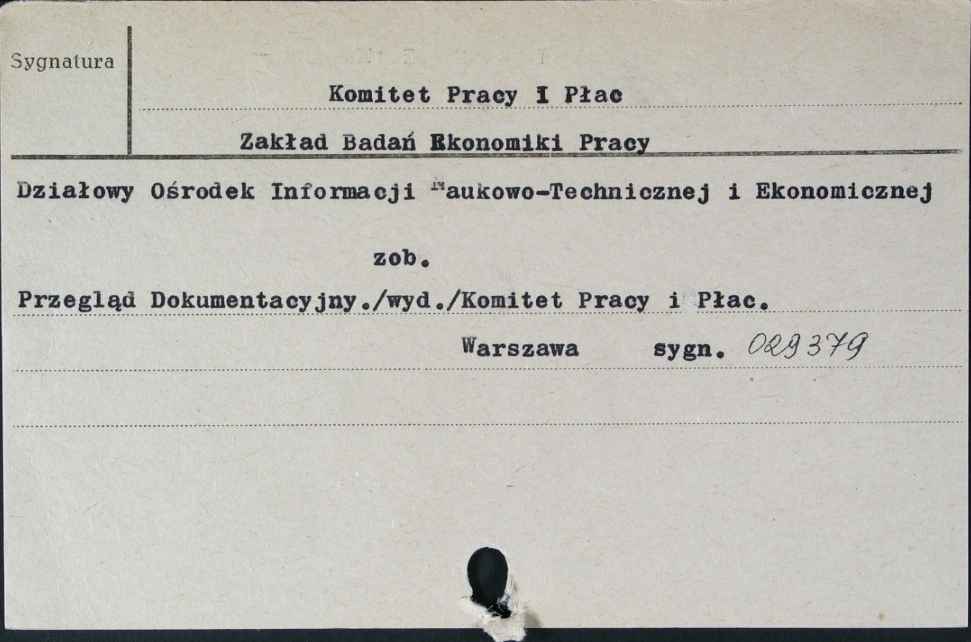 Sygnatura
Komitet Pracy i Płac
Zakład Badań Ekonomiki Pracy
Działowy Ośrodek Informacji Naukowo-Technicznej i Ekonomicznej
zob.
Przegląd Dokumentacyjny./wyd./Komitet Pracy i Płac.
Warszawa sygn. 029379